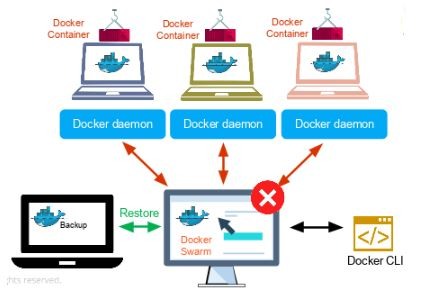 Docker
Container
Docker
Container
Docker
Container
Docker daemon
Docker daemon
Docker daemon
Restore
Backup
Docker
Swarm
Docker CLI
</>
ghts reserved.